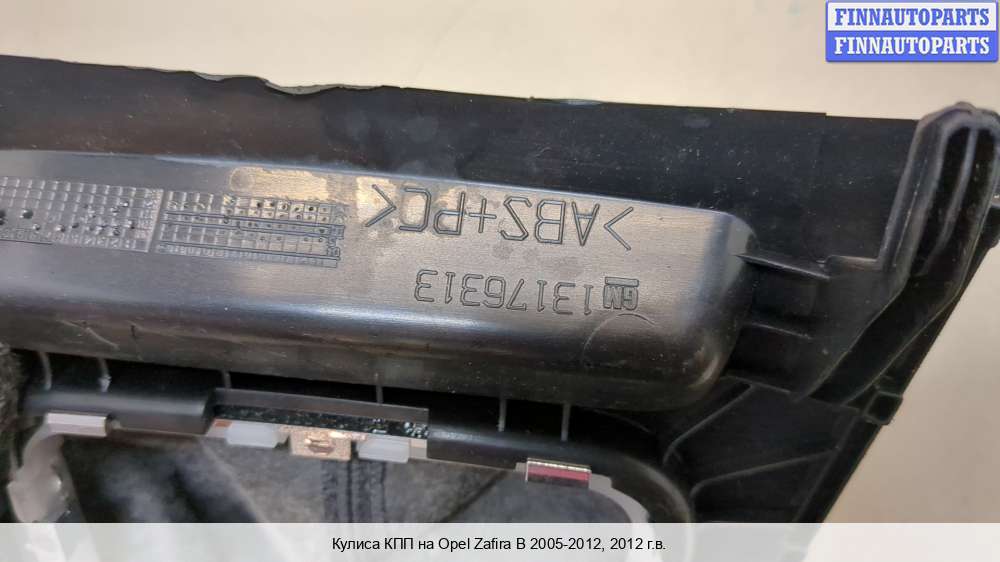 FINNAUTOPARTS
FINNAUTOPARTS
>ABS+PC<
GM 13176313
Кулиса КПП на Opel Zafira B 2005-2012, 2012 г.в.